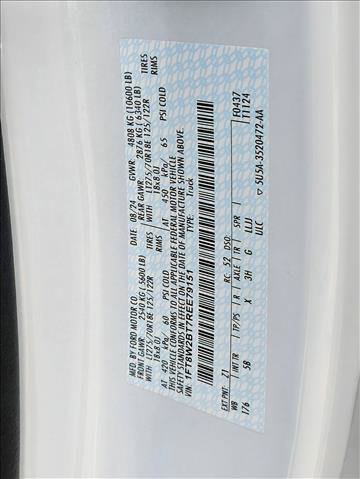 MFD BY FORD MOTOR CO.
DATE: 08/24 GVWR: 4808 KG (10600 LB)
FRONT GAWR: 2540 KG (5600 LB) REAR GAWR: 2876 KG (6340 LB)
WITH LT275/70R18E 125/122R TIRES WITH LT275/70R18E 125/122R TIRES
18x8.0J RIMS 18x8.0J RIMS
AT 420 kPa/ 60 PSI COLD AT 450 kPa/ 65 PSI COLD
THIS VEHICLE CONFORMS TO ALL APPLICABLE FEDERAL MOTOR VEHICLE
SAFETY STANDARDS IN EFFECT ON THE DATE OF MANUFACTURE SHOWN ABOVE.
VIN: 1FT8W2BT7REE79151 TYPE: Truck
EXT PNT: Z1 RC: 52 DSO: F0437
WB INT TR TP/PS R AXLE TR SPR 11124
176 5B X 3H G
ULC 5U5A-3520472-AA